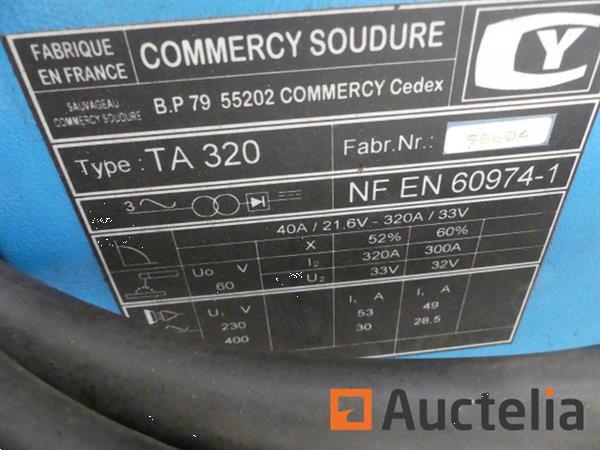 FABRIQUE EN FRANCE
COMMERCY SOUDURE
CY
SAUVAGEAU
COMMERCY SOUDURE
B.P 79 55202 COMMERCY Cedex
Type : TA 320
Fabr.Nr.: 98604
3 NF EN 60974-1
40A / 21,6V - 320A / 33V
X 52% 60%
Uo V I2 320A 300A
60 U2 33V 32V
U1 V I1 A I1 A
230 53 49
400 30 28.5
Auctelia